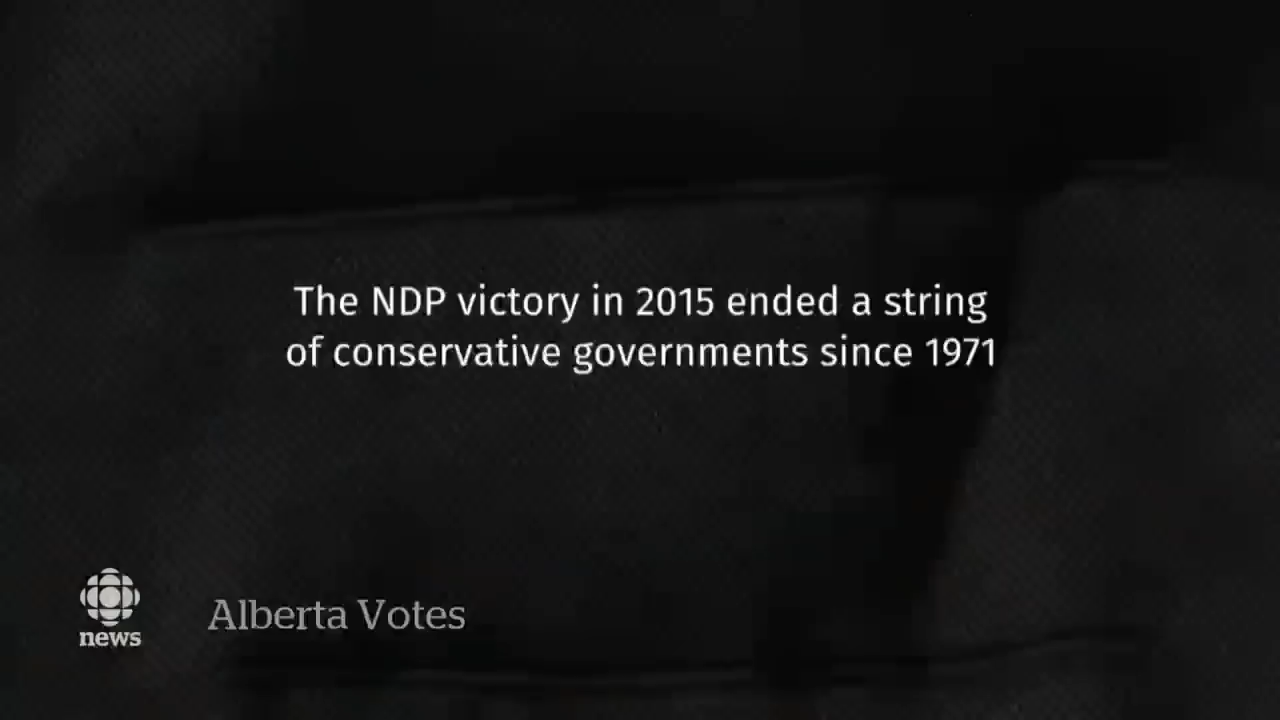 The NDP victory in 2015 ended a string
of conservative governments since 1971
Alberta Votes
news